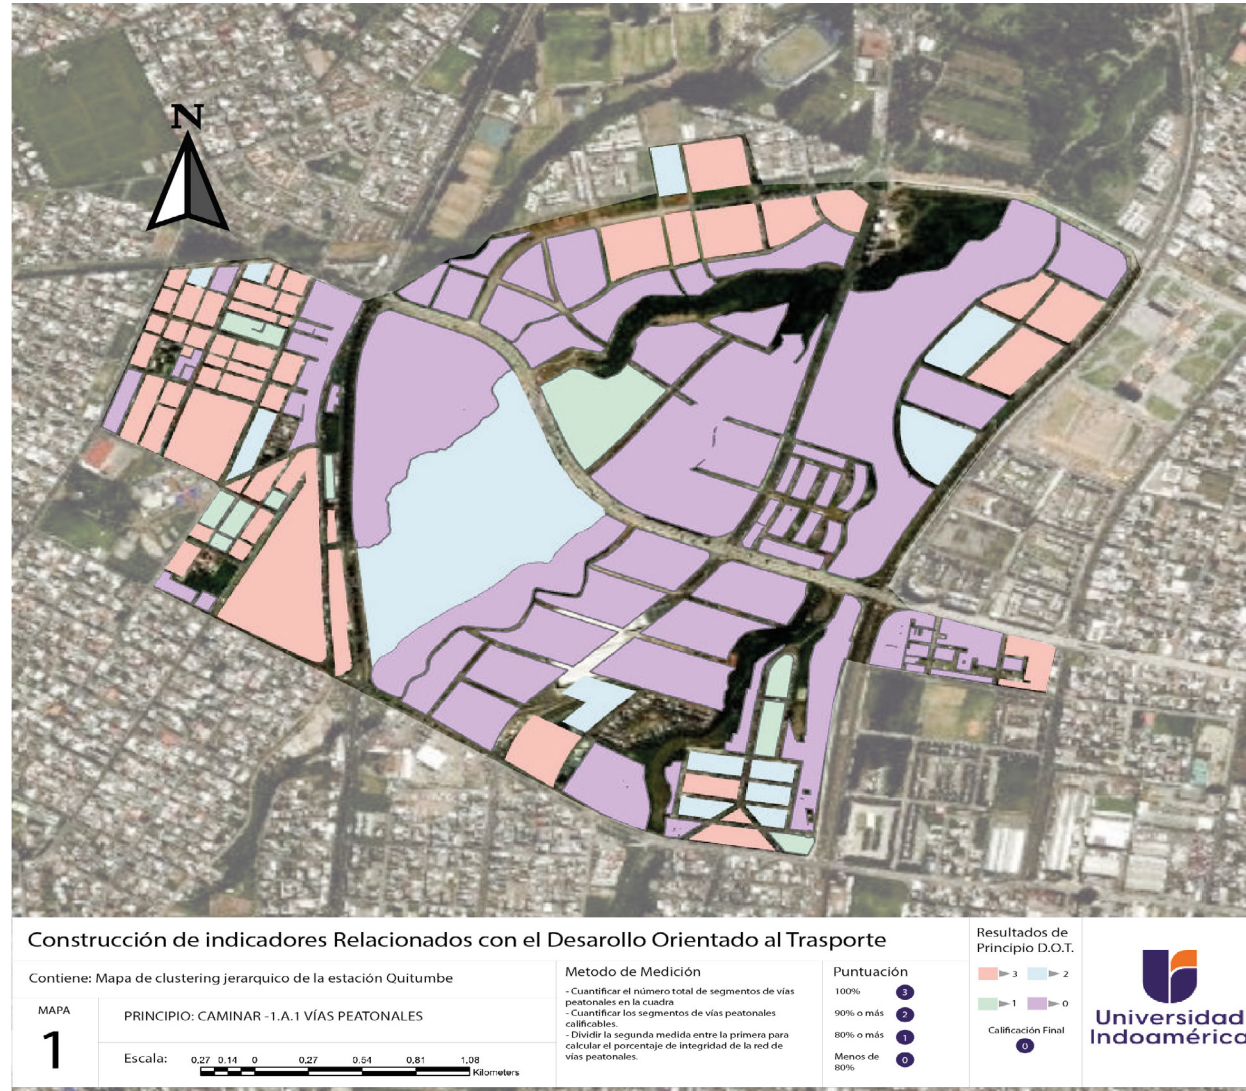 N
Construcción de indicadores Relacionados con el Desarollo Orientado al Trasporte
Contiene: Mapa de clustering jerarquico de la estación Quitumbe
MAPA
1
PRINCIPIO: CAMINAR -1.A.1 VÍAS PEATONALES
Escala:
0,27 0,14 0 0,27 0,54 0,81 1,08
Kilometers
Metodo de Medición
- Cuantificar el número total de segmentos de vías
peatonales en la cuadra
- Cuantificar los segmentos de vías peatonales
calificables.
- Dividir la segunda medida entre la primera para
calcular el porcentaje de integridad de la red de
vías peatonales.
Puntuación
100% 3
90% o más 2
80% o más 1
Menos de
80% 0
Resultados de
Principio D.O.T.
3 2
1 0
Calificación Final
0
Universidad
Indoamérica